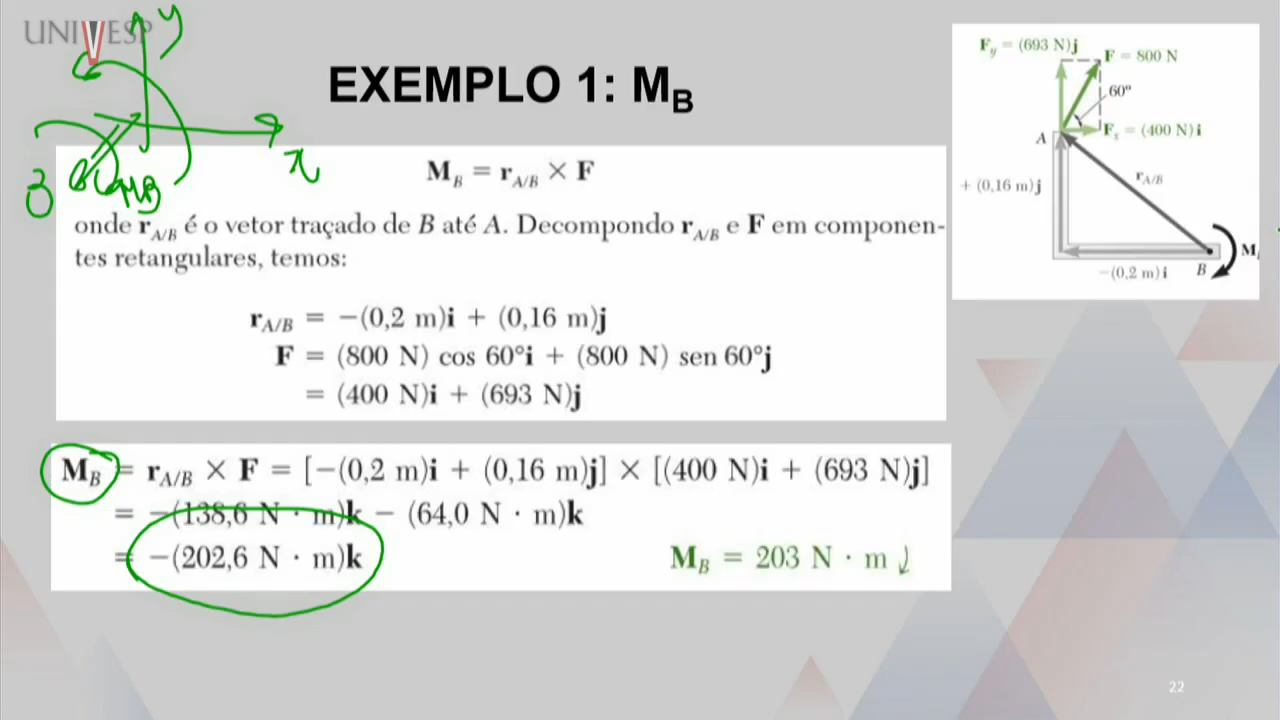 UNIVESP
y
x
z
EXEMPLO 1: M_B
M_B = r_A/B × F
onde r_A/B é o vetor traçado de B até A. Decompondo r_A/B e F em componen-
tes retangulares, temos:
r_A/B = −(0,2 m)i + (0,16 m)j
F = (800 N) cos 60°i + (800 N) sen 60°j
= (400 N)i + (693 N)j
M_B = r_A/B × F = [−(0,2 m)i + (0,16 m)j] × [(400 N)i + (693 N)j]
= −(138,6 N · m)k − (64,0 N · m)k
= −(202,6 N · m)k
M_B = 203 N · m ⤸
F_y = (693 N)j
F = 800 N
60°
F_x = (400 N)i
A
r_A/B
+ (0,16 m)j
−(0,2 m)i
B
M
22